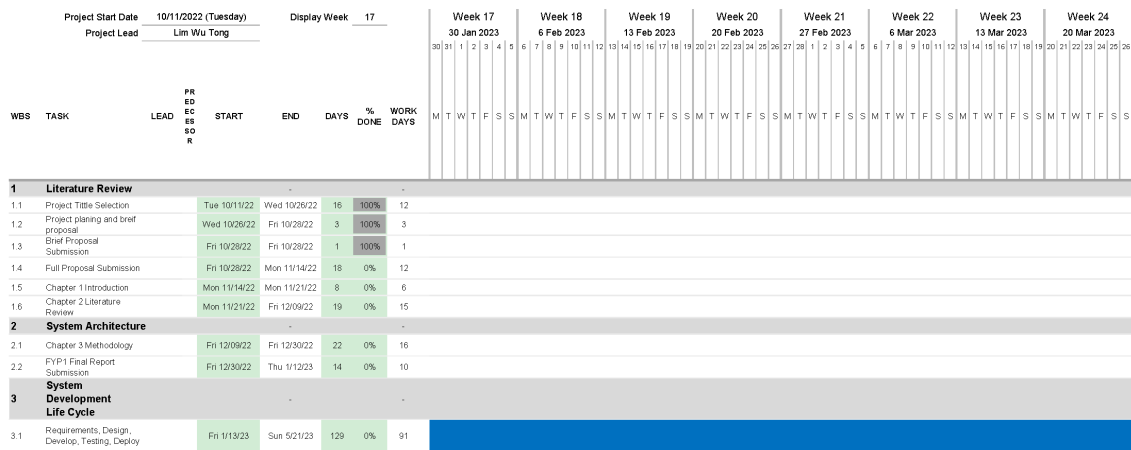 Project Start Date 10/11/2022 (Tuesday) Display Week 17 Week 17 Week 18 Week 19 Week 20 Week 21 Week 22 Week 23 Week 24
Project Lead Lim Wu Tong 30 Jan 2023 6 Feb 2023 13 Feb 2023 20 Feb 2023 27 Feb 2023 6 Mar 2023 13 Mar 2023 20 Mar 2023
30 31 1 2 3 4 5 6 7 8 9 10 11 12 13 14 15 16 17 18 19 20 21 22 23 24 25 26 27 28 1 2 3 4 5 6 7 8 9 10 11 12 13 14 15 16 17 18 19 20 21 22 23 24 25 26
WBS TASK LEAD PREDECESSOR START END DAYS % DONE WORK DAYS M T W T F S S M T W T F S S M T W T F S S M T W T F S S M T W T F S S M T W T F S S M T W T F S S M T W T F S S
1 Literature Review - -
1.1 Project Tittle Selection Tue 10/11/22 Wed 10/26/22 16 100% 12
1.2 Project planing and breif proposal Wed 10/26/22 Fri 10/28/22 3 100% 3
1.3 Brief Proposal Submission Fri 10/28/22 Fri 10/28/22 1 100% 1
1.4 Full Proposal Submission Fri 10/28/22 Mon 11/14/22 18 0% 12
1.5 Chapter 1 Introduction Mon 11/14/22 Mon 11/21/22 8 0% 6
1.6 Chapter 2 Literature Review Mon 11/21/22 Fri 12/09/22 19 0% 15
2 System Architecture - -
2.1 Chapter 3 Methodology Fri 12/09/22 Fri 12/30/22 22 0% 16
2.2 FYP1 Final Report Submission Fri 12/30/22 Thu 1/12/23 14 0% 10
3 System Development Life Cycle - -
3.1 Requirements, Design, Develop, Testing, Deploy Fri 1/13/23 Sun 5/21/23 129 0% 91